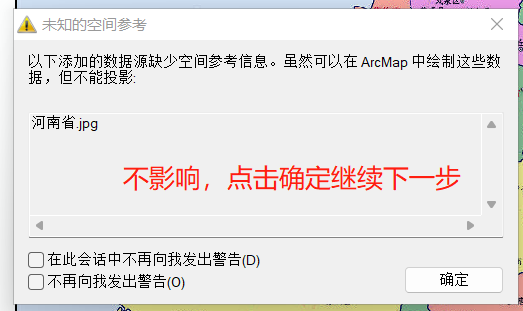 未知的空间参考
以下添加的数据源缺少空间参考信息。虽然可以在 ArcMap 中绘制这些数
据，但不能投影:
河南省.jpg
不影响，点击确定继续下一步
在此会话中不再向我发出警告(D)
不再向我发出警告(O)
确定